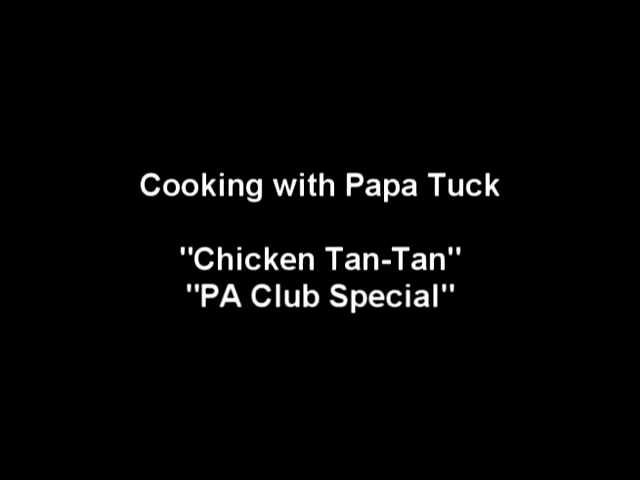 Cooking with Papa Tuck
"Chicken Tan-Tan"
"PA Club Special"